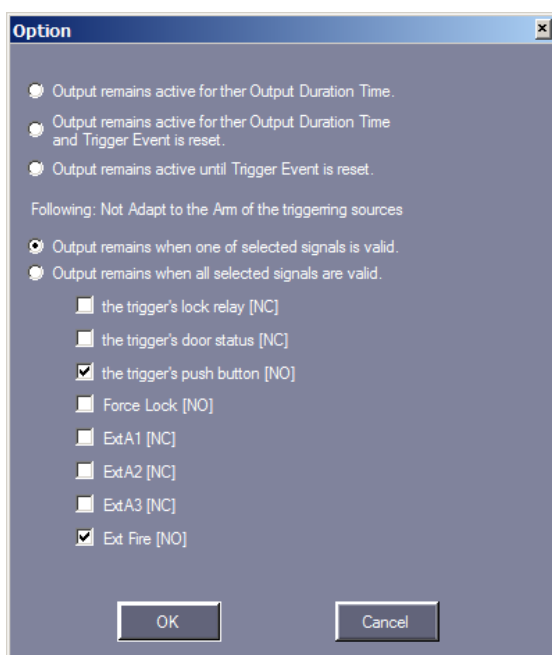 Option
Output remains active for ther Output Duration Time.
Output remains active for ther Output Duration Time
and Trigger Event is reset.
Output remains active until Trigger Event is reset.
Following: Not Adapt to the Arm of the triggerring sources
Output remains when one of selected signals is valid.
Output remains when all selected signals are valid.
the trigger's lock relay [NC]
the trigger's door status [NC]
the trigger's push button [NO]
Force Lock [NO]
ExtA1 [NC]
ExtA2 [NC]
ExtA3 [NC]
Ext Fire [NO]
OK Cancel